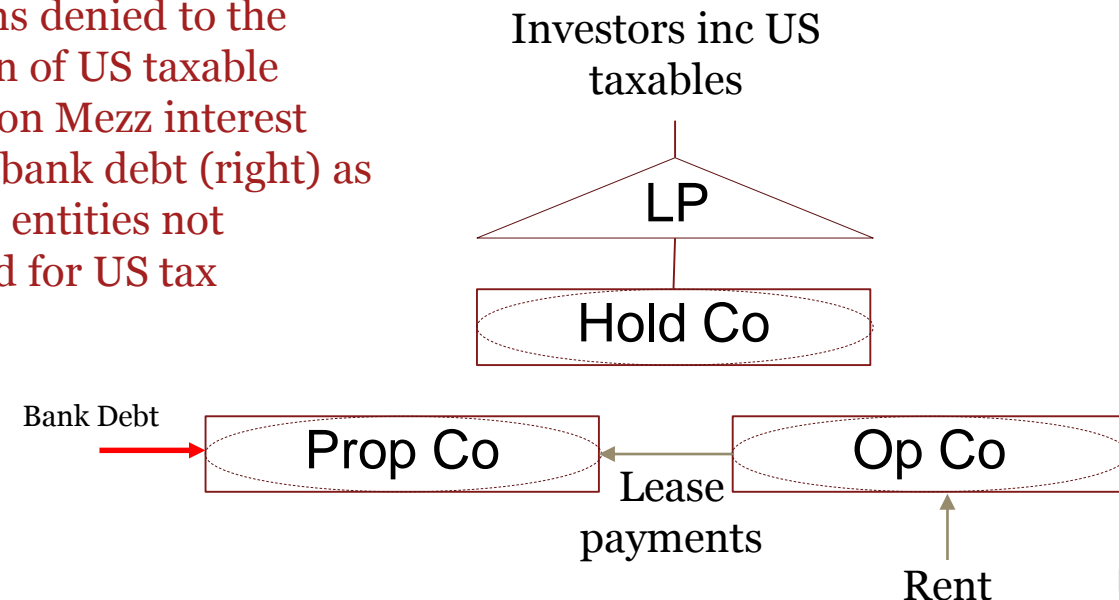 ns denied to the
n of US taxable
on Mezz interest
bank debt (right) as
entities not
d for US tax
Investors inc US
taxables
LP
Hold Co
Bank Debt
Prop Co
Op Co
Lease
payments
Rent